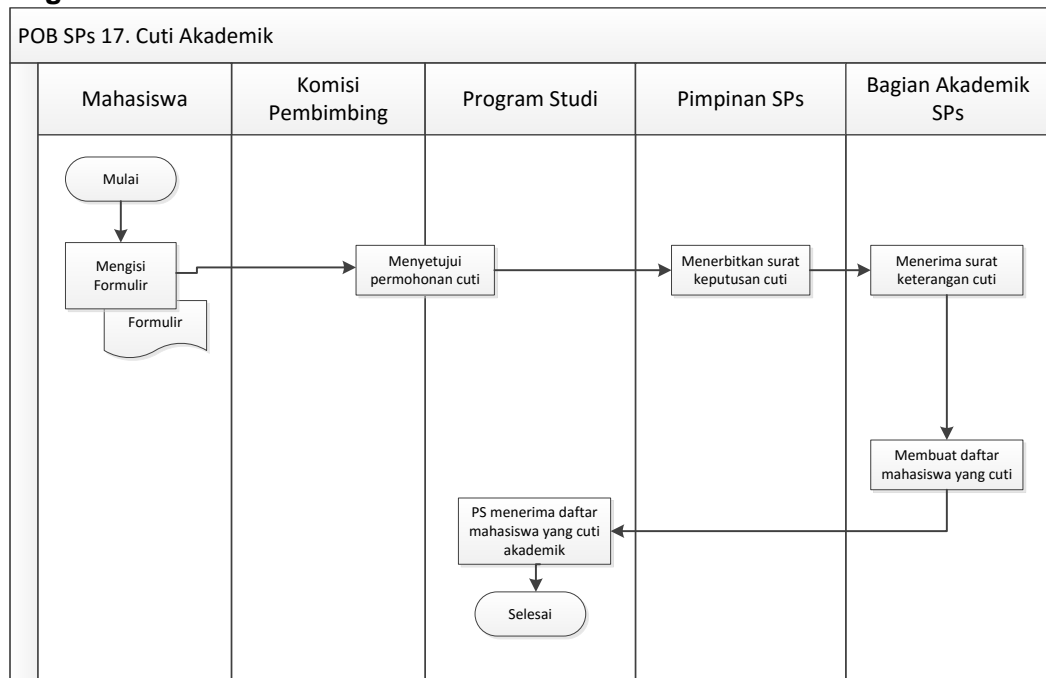 POB SPs 17. Cuti Akademik
Mahasiswa
Komisi
Pembimbing
Program Studi
Pimpinan SPs
Bagian Akademik
SPs
Mulai
Mengisi
Formulir
Formulir
Menyetujui
permohonan cuti
Menerbitkan surat
keputusan cuti
Menerima surat
keterangan cuti
Membuat daftar
mahasiswa yang cuti
PS menerima daftar
mahasiswa yang cuti
akademik
Selesai